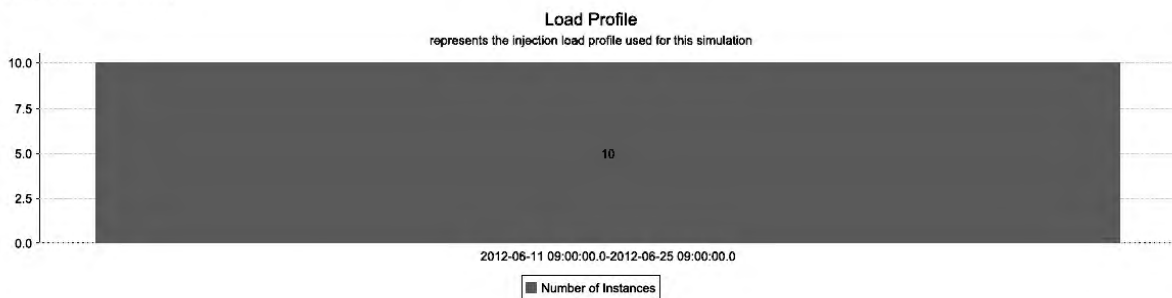 Load Profile
represents the injection load profile used for this simulation
10.0
7.5
5.0
10
2.5
0.0
2012-06-11 09:00:00.0-2012-06-25 09:00:00.0
Number of Instances